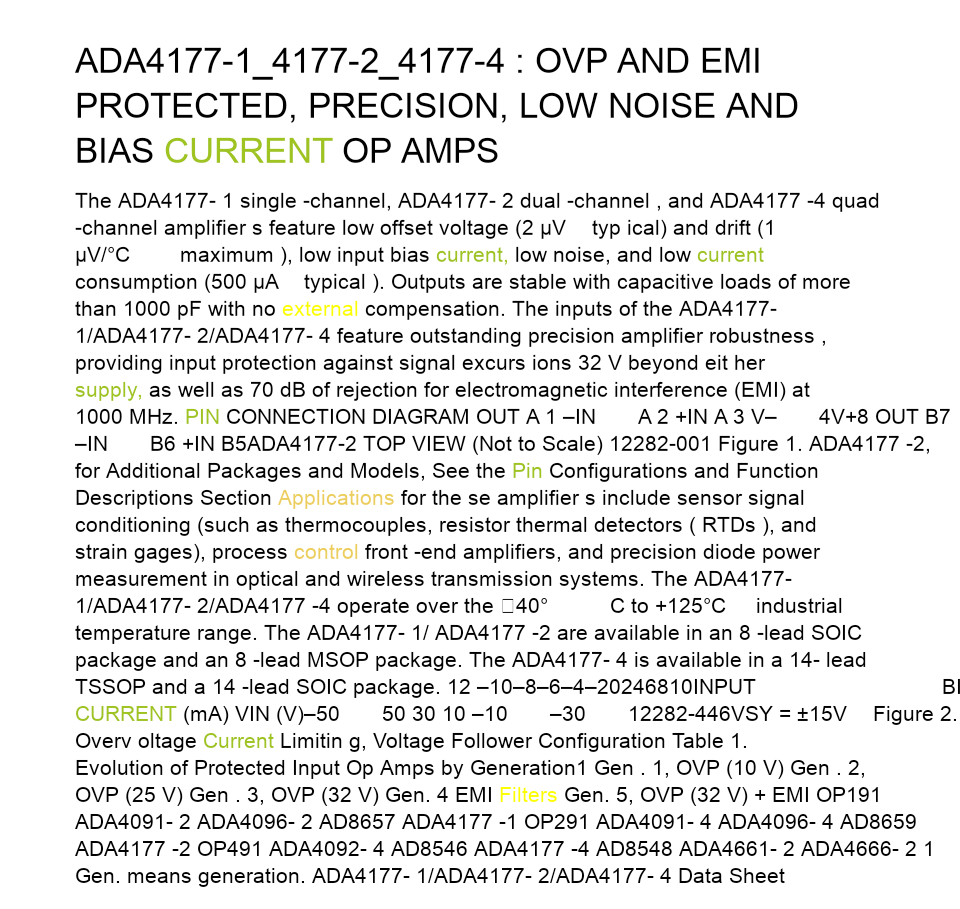 ADA4177-1_4177-2_4177-4 : OVP AND EMI
PROTECTED, PRECISION, LOW NOISE AND
BIAS CURRENT OP AMPS
The ADA4177- 1 single -channel, ADA4177- 2 dual -channel , and ADA4177 -4 quad
-channel amplifier s feature low offset voltage (2 µV typ ical) and drift (1
µV/°C maximum ), low input bias current, low noise, and low current
consumption (500 µA typical ). Outputs are stable with capacitive loads of more
than 1000 pF with no external compensation. The inputs of the ADA4177-
1/ADA4177- 2/ADA4177- 4 feature outstanding precision amplifier robustness ,
providing input protection against signal excurs ions 32 V beyond eit her
supply, as well as 70 dB of rejection for electromagnetic interference (EMI) at
1000 MHz. PIN CONNECTION DIAGRAM OUT A 1 –IN A 2 +IN A 3 V– 4V+8 OUT B7
–IN B6 +IN B5ADA4177-2 TOP VIEW (Not to Scale) 12282-001 Figure 1. ADA4177 -2,
for Additional Packages and Models, See the Pin Configurations and Function
Descriptions Section Applications for the se amplifier s include sensor signal
conditioning (such as thermocouples, resistor thermal detectors ( RTDs ), and
strain gages), process control front -end amplifiers, and precision diode power
measurement in optical and wireless transmission systems. The ADA4177-
1/ADA4177- 2/ADA4177 -4 operate over the □40° C to +125°C industrial
temperature range. The ADA4177- 1/ ADA4177 -2 are available in an 8 -lead SOIC
package and an 8 -lead MSOP package. The ADA4177- 4 is available in a 14- lead
TSSOP and a 14 -lead SOIC package. 12 –10–8–6–4–20246810INPUT
CURRENT (mA) VIN (V)–50 50 30 10 –10 –30 12282-446VSY = ±15V Figure 2.
Overv oltage Current Limitin g, Voltage Follower Configuration Table 1.
Evolution of Protected Input Op Amps by Generation1 Gen . 1, OVP (10 V) Gen . 2,
OVP (25 V) Gen . 3, OVP (32 V) Gen. 4 EMI Filters Gen. 5, OVP (32 V) + EMI OP191
ADA4091- 2 ADA4096- 2 AD8657 ADA4177 -1 OP291 ADA4091- 4 ADA4096- 4 AD8659
ADA4177 -2 OP491 ADA4092- 4 AD8546 ADA4177 -4 AD8548 ADA4661- 2 ADA4666- 2 1
Gen. means generation. ADA4177- 1/ADA4177- 2/ADA4177- 4 Data Sheet